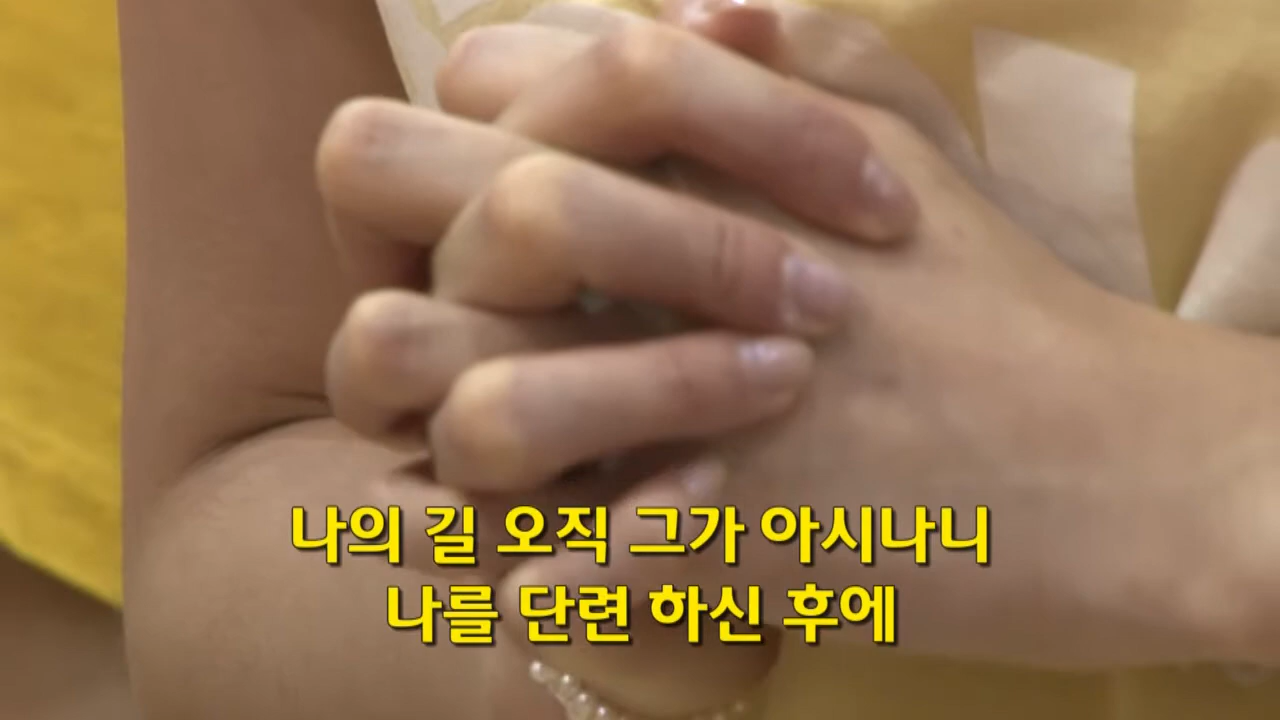 나의 길 오직 그가 아시나니
나를 단련 하신 후에